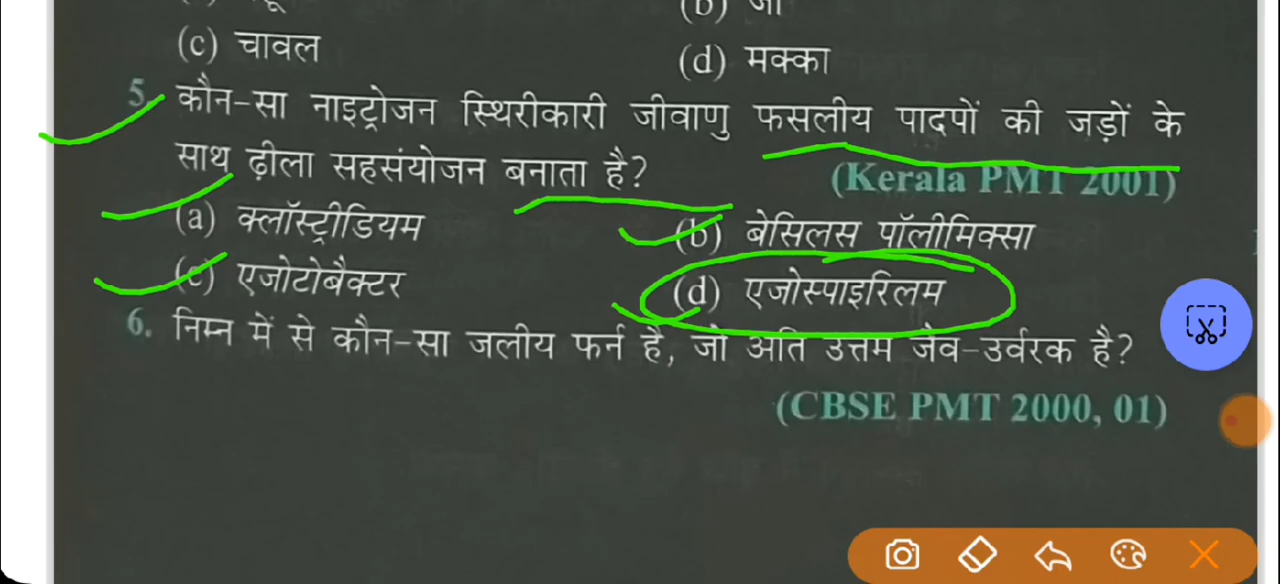 (b) जौ
(c) चावल
(d) मक्का
5. कौन-सा नाइट्रोजन स्थिरीकारी जीवाणु फसलीय पादपों की जड़ों के
साथ ढ़ीला सहसंयोजन बनाता है?
(Kerala PMT 2001)
(a) क्लॉस्ट्रीडियम
(b) बेसिलस पॉलीमिक्सा
(c) एजोटोबैक्टर
(d) एजोस्पाइरिलम
6. निम्न में से कौन-सा जलीय फर्न है, जो अति उत्तम जैव-उर्वरक है?
(CBSE PMT 2000, 01)